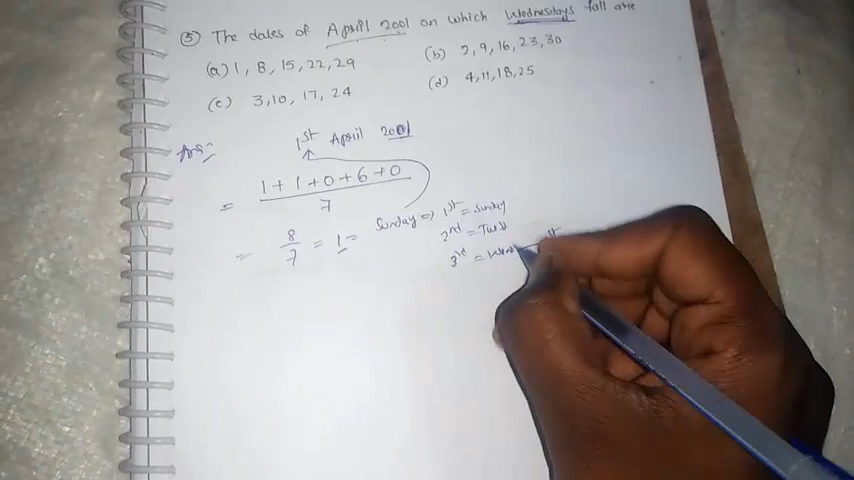 ⑤ The dates of April 2001 on which Wednesdays fall are
(a) 1, 8, 15, 22, 29
(b) 2, 9, 16, 23, 30
(c) 3, 10, 17, 24
(d) 4, 11, 18, 25
Ans:-
1st April 2001
= 1+1+0+6+0
7
= 8/7 = 1 = Sunday ⇒ 1st = Sunday
2nd = Tues
3rd =